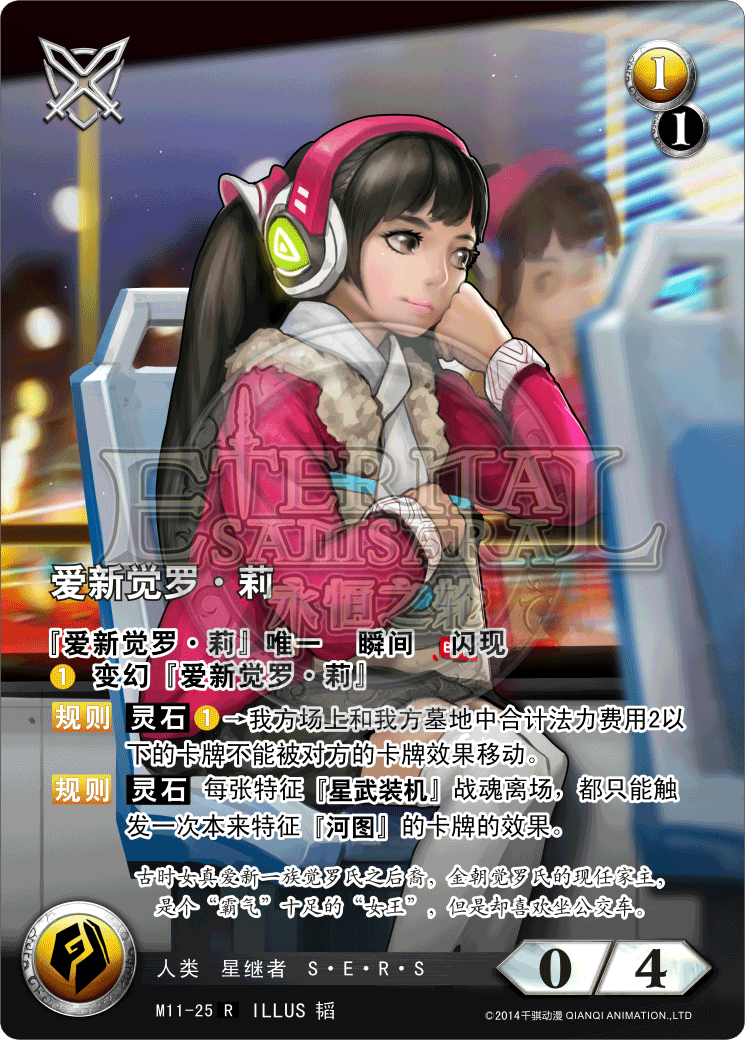 1
1
ETERNAL
SAMSARA
永恒之轮
爱新觉罗·莉
『爱新觉罗·莉』唯一 瞬间 闪现
1 变幻『爱新觉罗·莉』
规则 灵石 1→我方场上和我方墓地中合计法力费用2以
下的卡牌不能被对方的卡牌效果移动。
规则 灵石 每张特征『星武装机』战魂离场，都只能触
发一次本来特征『河图』的卡牌的效果。
古时女真爱新一族觉罗氏之后裔，金朝觉罗氏的现任家主，
是个“霸气”十足的“女王”，但是却喜欢坐公交车。
人类 星继者 S·E·R·S
0/4
M11-25 R ILLUS 韬
©2014千骐动漫 QIANQI ANIMATION.,LTD